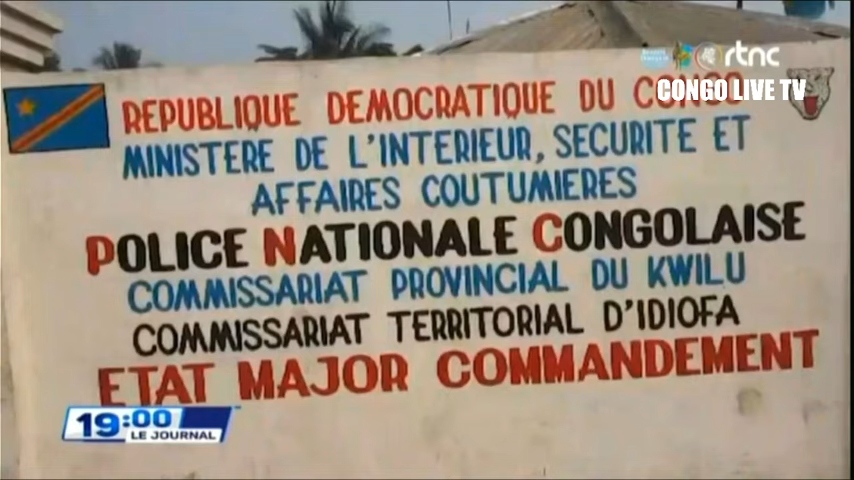 rtnc
CONGO LIVE TV
REPUBLIQUE DEMOCRATIQUE DU CONGO
MINISTERE DE L'INTERIEUR, SECURITE ET
AFFAIRES COUTUMIERES
POLICE NATIONALE CONGOLAISE
COMMISSARIAT PROVINCIAL DU KWILU
COMMISSARIAT TERRITORIAL D'IDIOFA
ETAT MAJOR COMMANDEMENT
19:00
LE JOURNAL